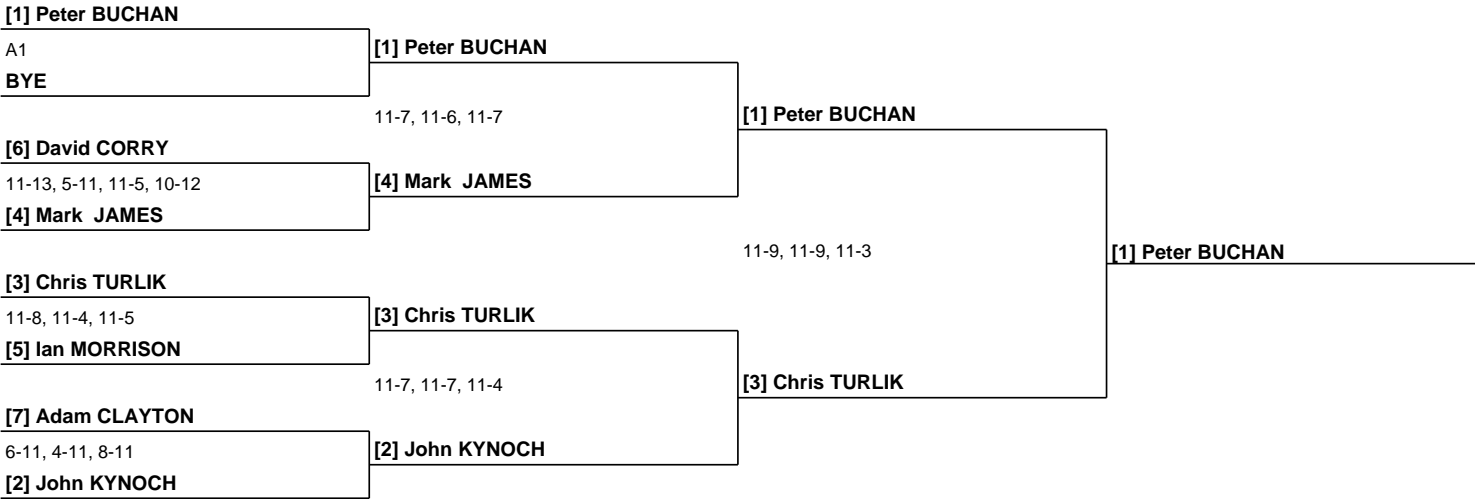 [1] Peter BUCHAN
A1
BYE
[1] Peter BUCHAN
11-7, 11-6, 11-7
[6] David CORRY
11-13, 5-11, 11-5, 10-12
[4] Mark  JAMES
[4] Mark  JAMES
[1] Peter BUCHAN
11-9, 11-9, 11-3
[1] Peter BUCHAN
[3] Chris TURLIK
11-8, 11-4, 11-5
[5] Ian MORRISON
[3] Chris TURLIK
11-7, 11-7, 11-4
[3] Chris TURLIK
[7] Adam CLAYTON
6-11, 4-11, 8-11
[2] John KYNOCH
[2] John KYNOCH